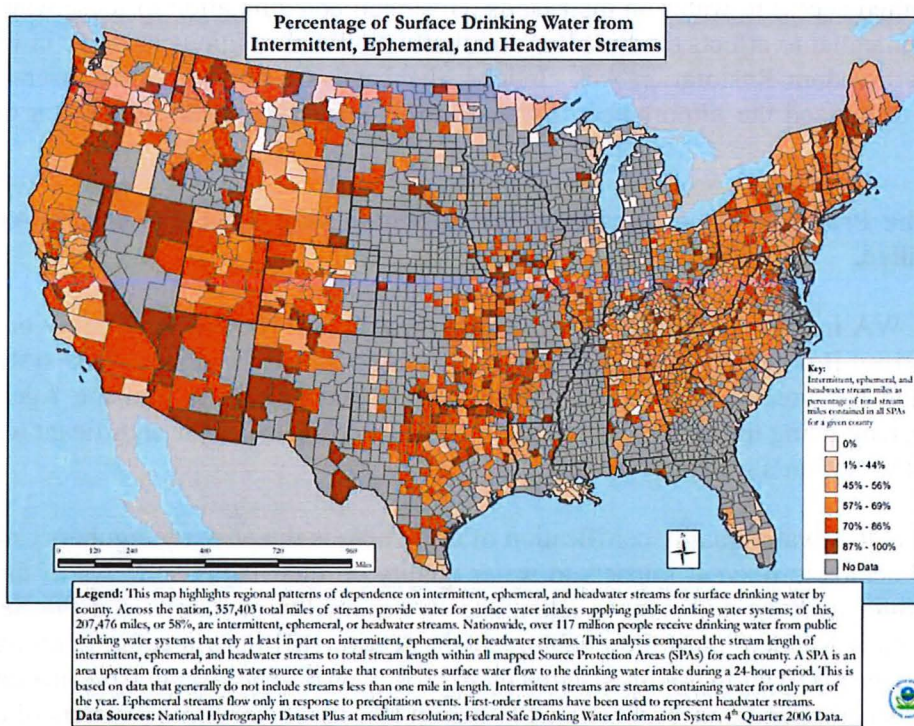 Percentage of Surface Drinking Water from
Intermittent, Ephemeral, and Headwater Streams
Key:
Intermittent, ephemeral, and
headwater stream miles as
percentage of total stream
miles contained in all SPAs
for a given county
0%
1% - 44%
45% - 56%
57% - 69%
70% - 86%
87% - 100%
No Data
N
0 120 240 480 720 960
Miles
Legend: This map highlights regional patterns of dependence on intermittent, ephemeral, and headwater streams for surface drinking water by
county. Across the nation, 357,403 total miles of streams provide water for surface water intakes supplying public drinking water systems; of this,
207,476 miles, or 58%, are intermittent, ephemeral, or headwater streams. Nationwide, over 117 million people receive drinking water from public
drinking water systems that rely at least in part on intermittent, ephemeral, or headwater streams. This analysis compared the stream length of
intermittent, ephemeral, and headwater streams to total stream length within all mapped Source Protection Areas (SPAs) for each county. A SPA is
an area upstream from a drinking water source or intake that contributes surface water flow to the drinking water intake during a 24-hour period. This is
based on data that generally do not include streams less than one mile in length. Intermittent streams are streams containing water for only part of
the year. Ephemeral streams flow only in response to precipitation events. First-order streams have been used to represent headwater streams.
Data Sources: National Hydrography Dataset Plus at medium resolution; Federal Safe Drinking Water Information System 4th Quarter 2006 Data.